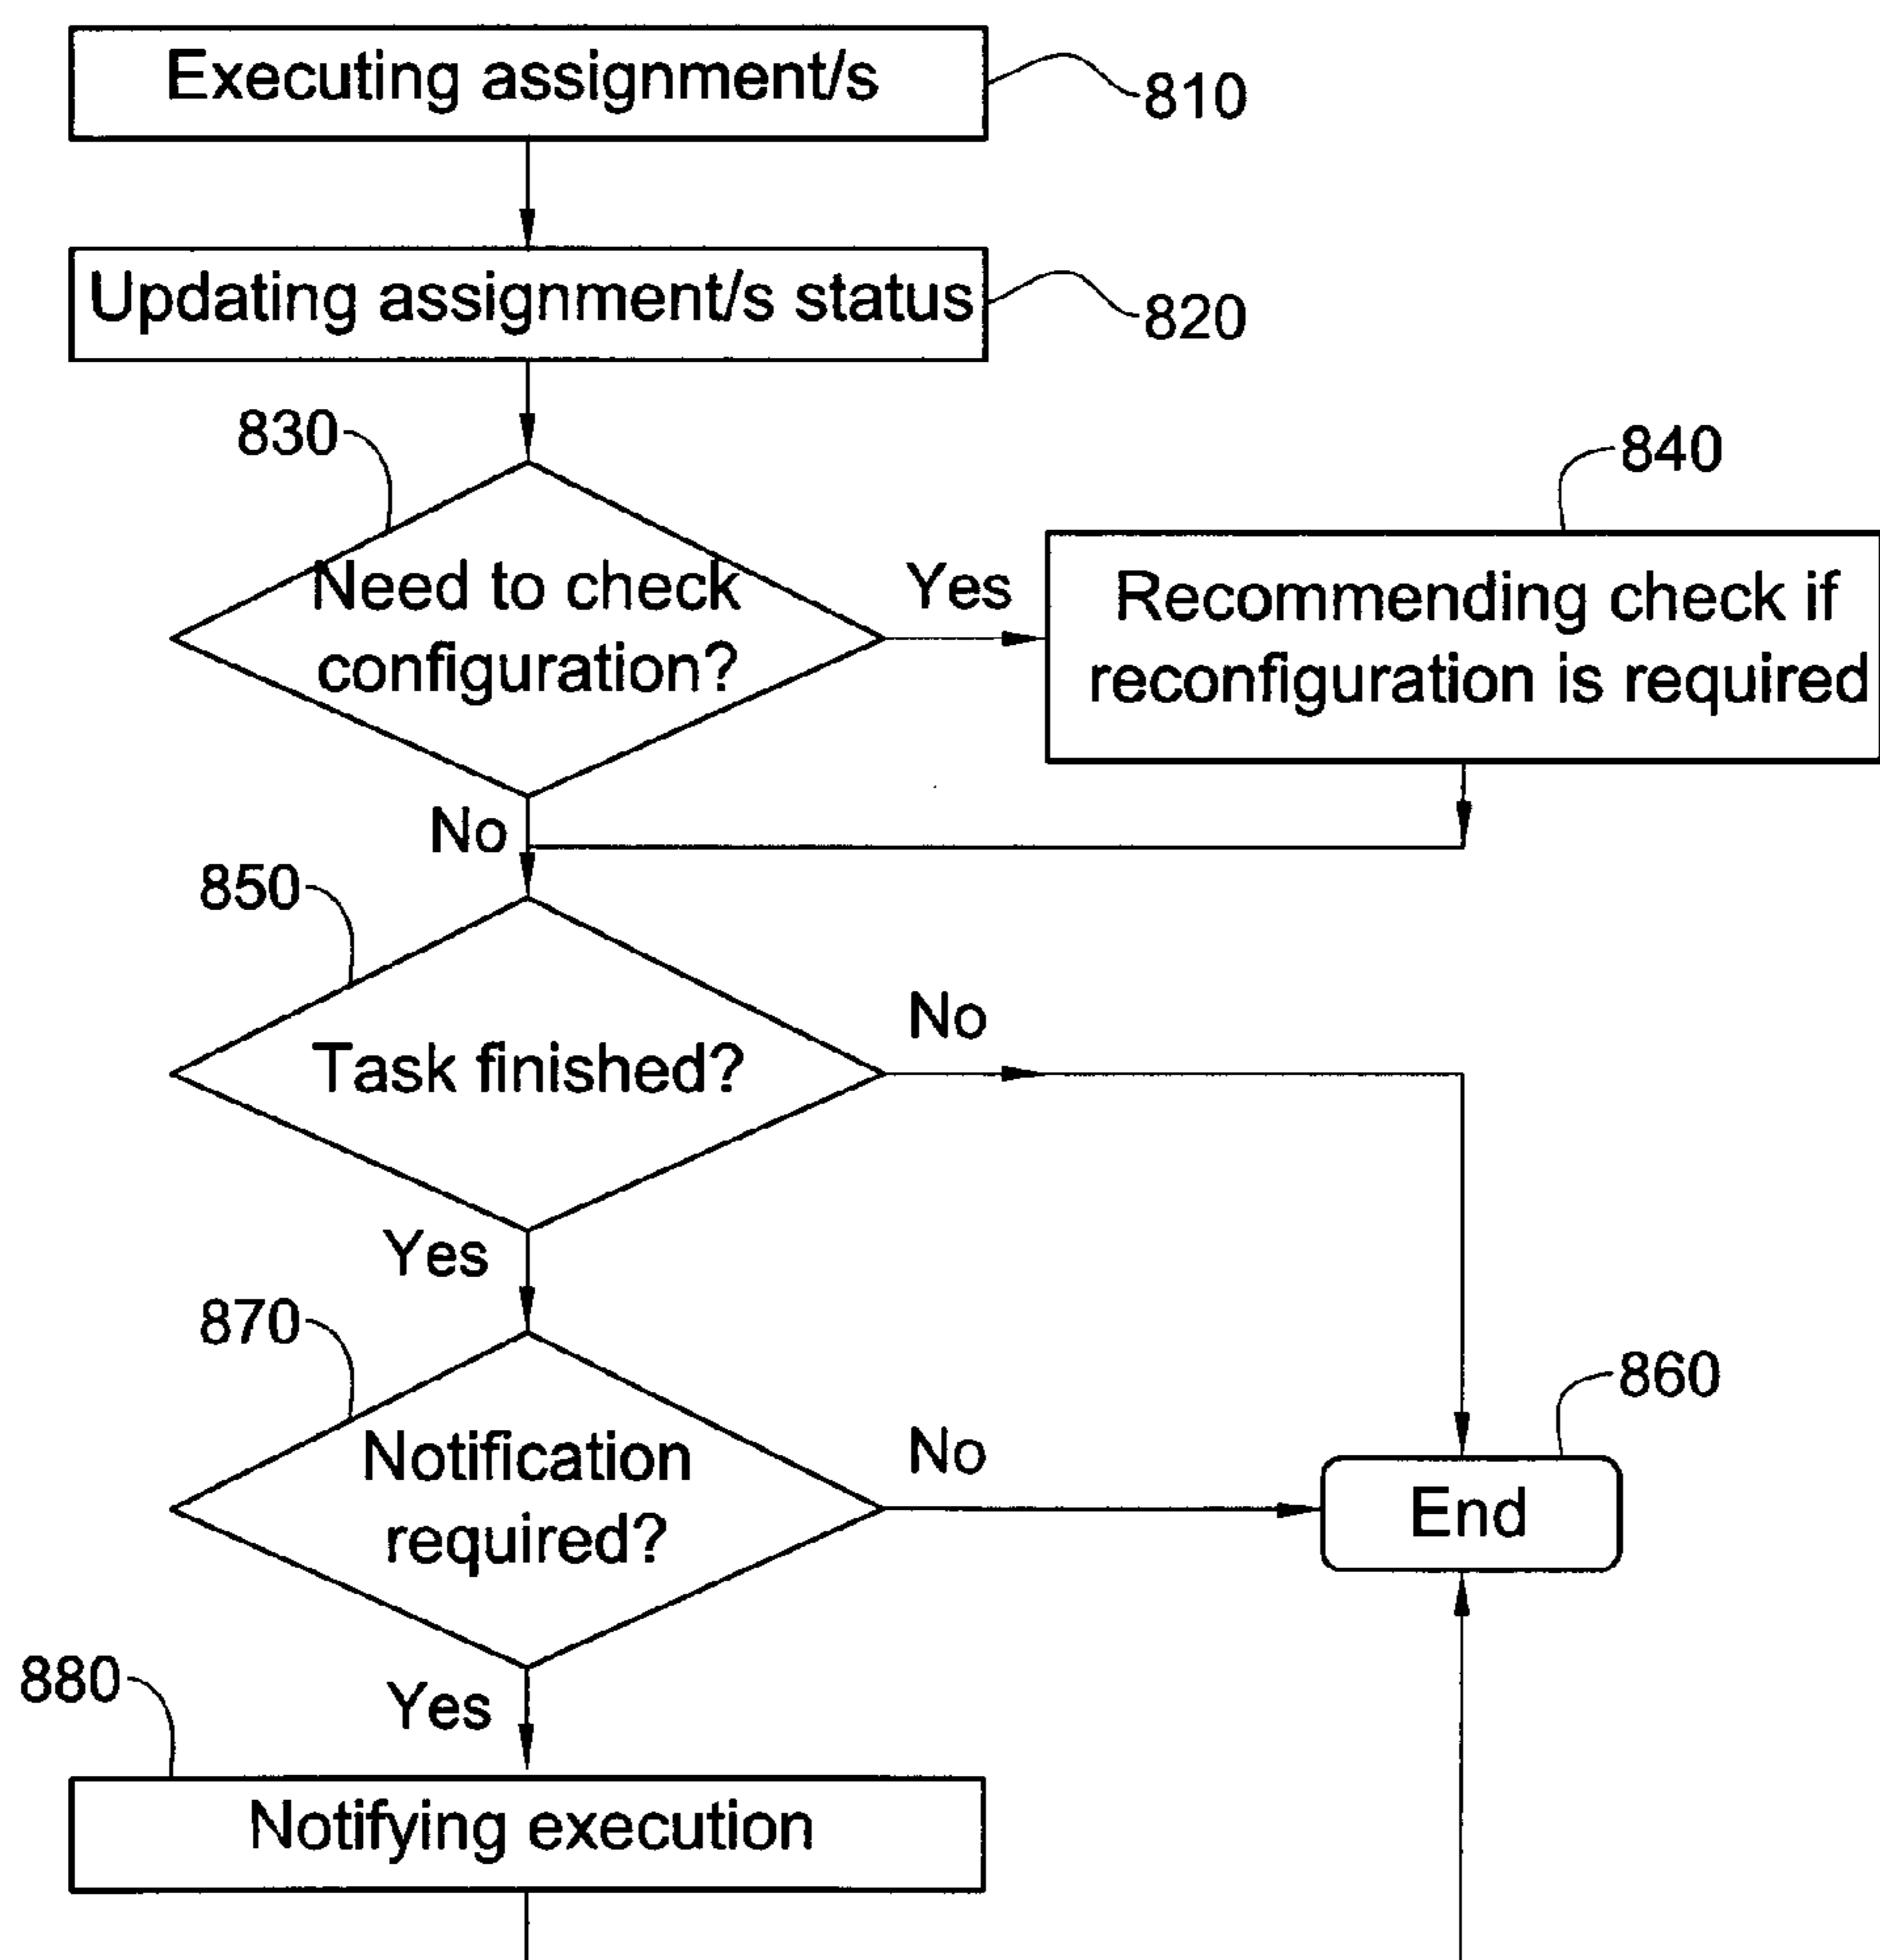 Executing assignment/s
810
Updating assignment/s status
820
830
Need to check
configuration?
Yes
840
Recommending check if
reconfiguration is required
No
850
Task finished?
No
Yes
870
Notification
required?
No
860
End
Yes
880
Notifying execution